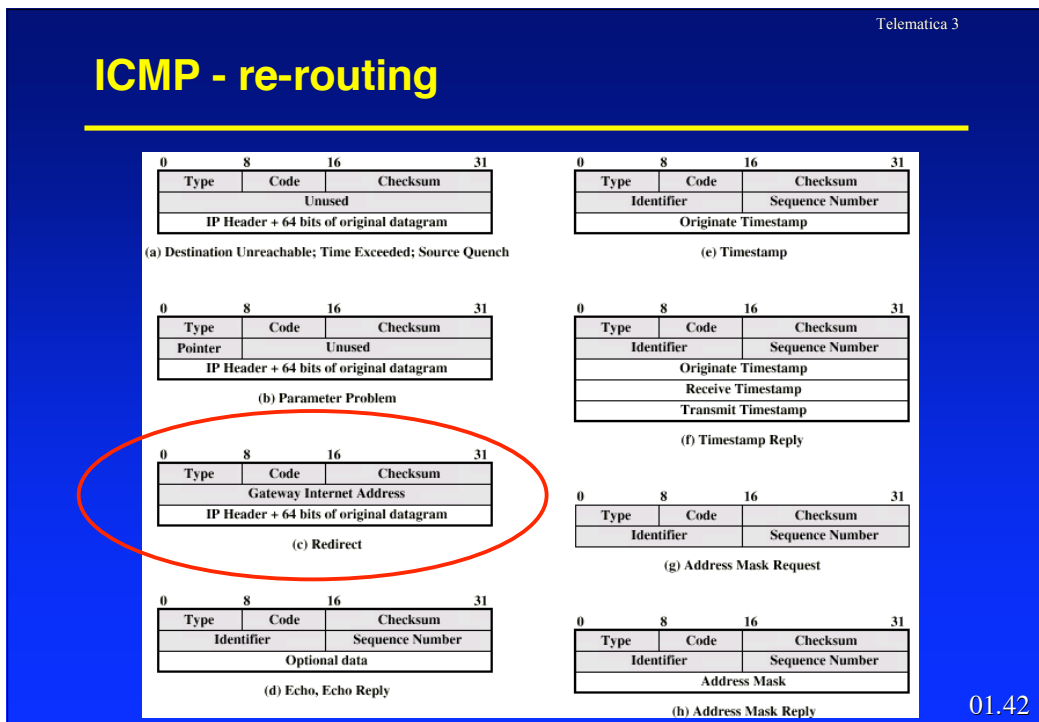 Telematica 3
ICMP - re-routing
0 8 16 31
Type Code Checksum
Unused
IP Header + 64 bits of original datagram
(a) Destination Unreachable; Time Exceeded; Source Quench
0 8 16 31
Type Code Checksum
Pointer Unused
IP Header + 64 bits of original datagram
(b) Parameter Problem
0 8 16 31
Type Code Checksum
Gateway Internet Address
IP Header + 64 bits of original datagram
(c) Redirect
0 8 16 31
Type Code Checksum
Identifier Sequence Number
Optional data
(d) Echo, Echo Reply
0 8 16 31
Type Code Checksum
Identifier Sequence Number
Originate Timestamp
(e) Timestamp
0 8 16 31
Type Code Checksum
Identifier Sequence Number
Originate Timestamp
Receive Timestamp
Transmit Timestamp
(f) Timestamp Reply
0 8 16 31
Type Code Checksum
Identifier Sequence Number
(g) Address Mask Request
0 8 16 31
Type Code Checksum
Identifier Sequence Number
Address Mask
(h) Address Mask Reply
01.42